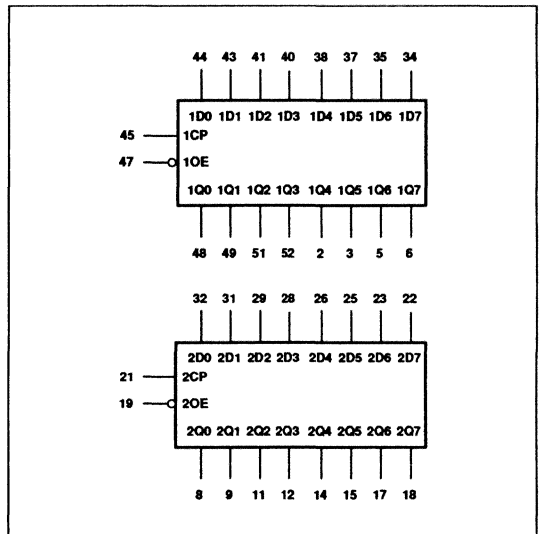 44 43 41 40 38 37 35 34
1D0 1D1 1D2 1D3 1D4 1D5 1D6 1D7
45 1CP
47 1OE
1Q0 1Q1 1Q2 1Q3 1Q4 1Q5 1Q6 1Q7
48 49 51 52 2 3 5 6
32 31 29 28 26 25 23 22
2D0 2D1 2D2 2D3 2D4 2D5 2D6 2D7
21 2CP
19 2OE
2Q0 2Q1 2Q2 2Q3 2Q4 2Q5 2Q6 2Q7
8 9 11 12 14 15 17 18